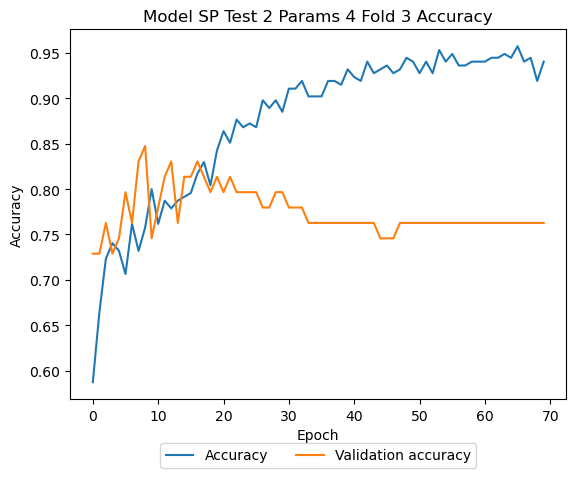 Model SP Test 2 Params 4 Fold 3 Accuracy
Accuracy
0.95
0.90
0.85
0.80
0.75
0.70
0.65
0.60
0 10 20 30 40 50 60 70
Epoch
Accuracy Validation accuracy